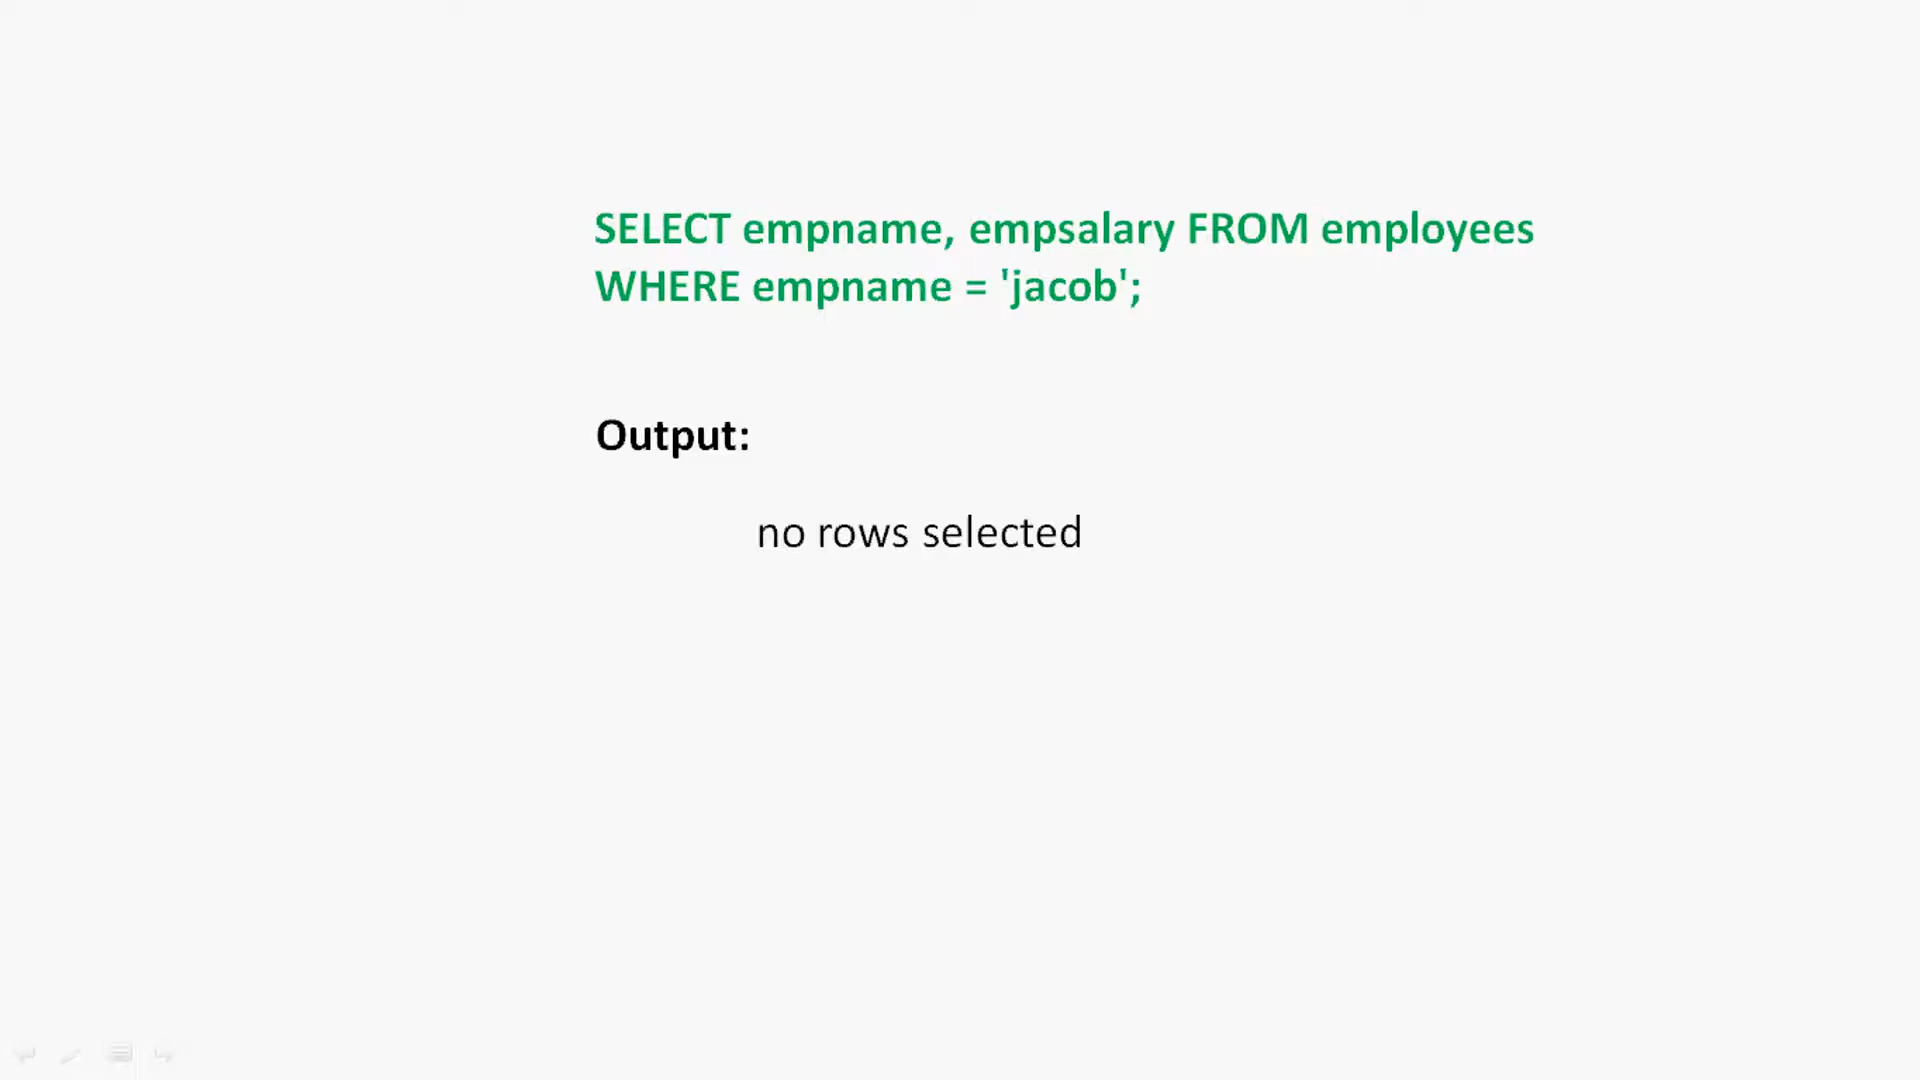 SELECT empname, empsalary FROM employees
WHERE empname = 'jacob';
Output:
no rows selected